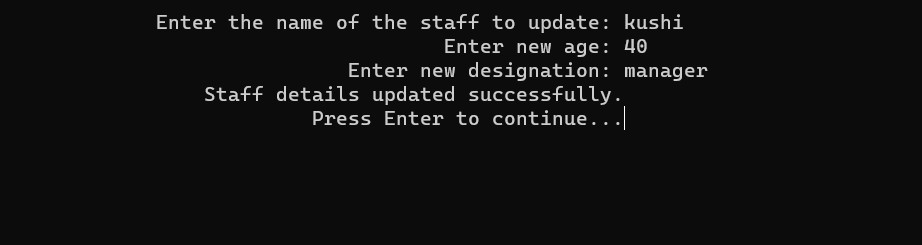 Enter the name of the staff to update: kushi
Enter new age: 40
Enter new designation: manager
Staff details updated successfully.
Press Enter to continue...